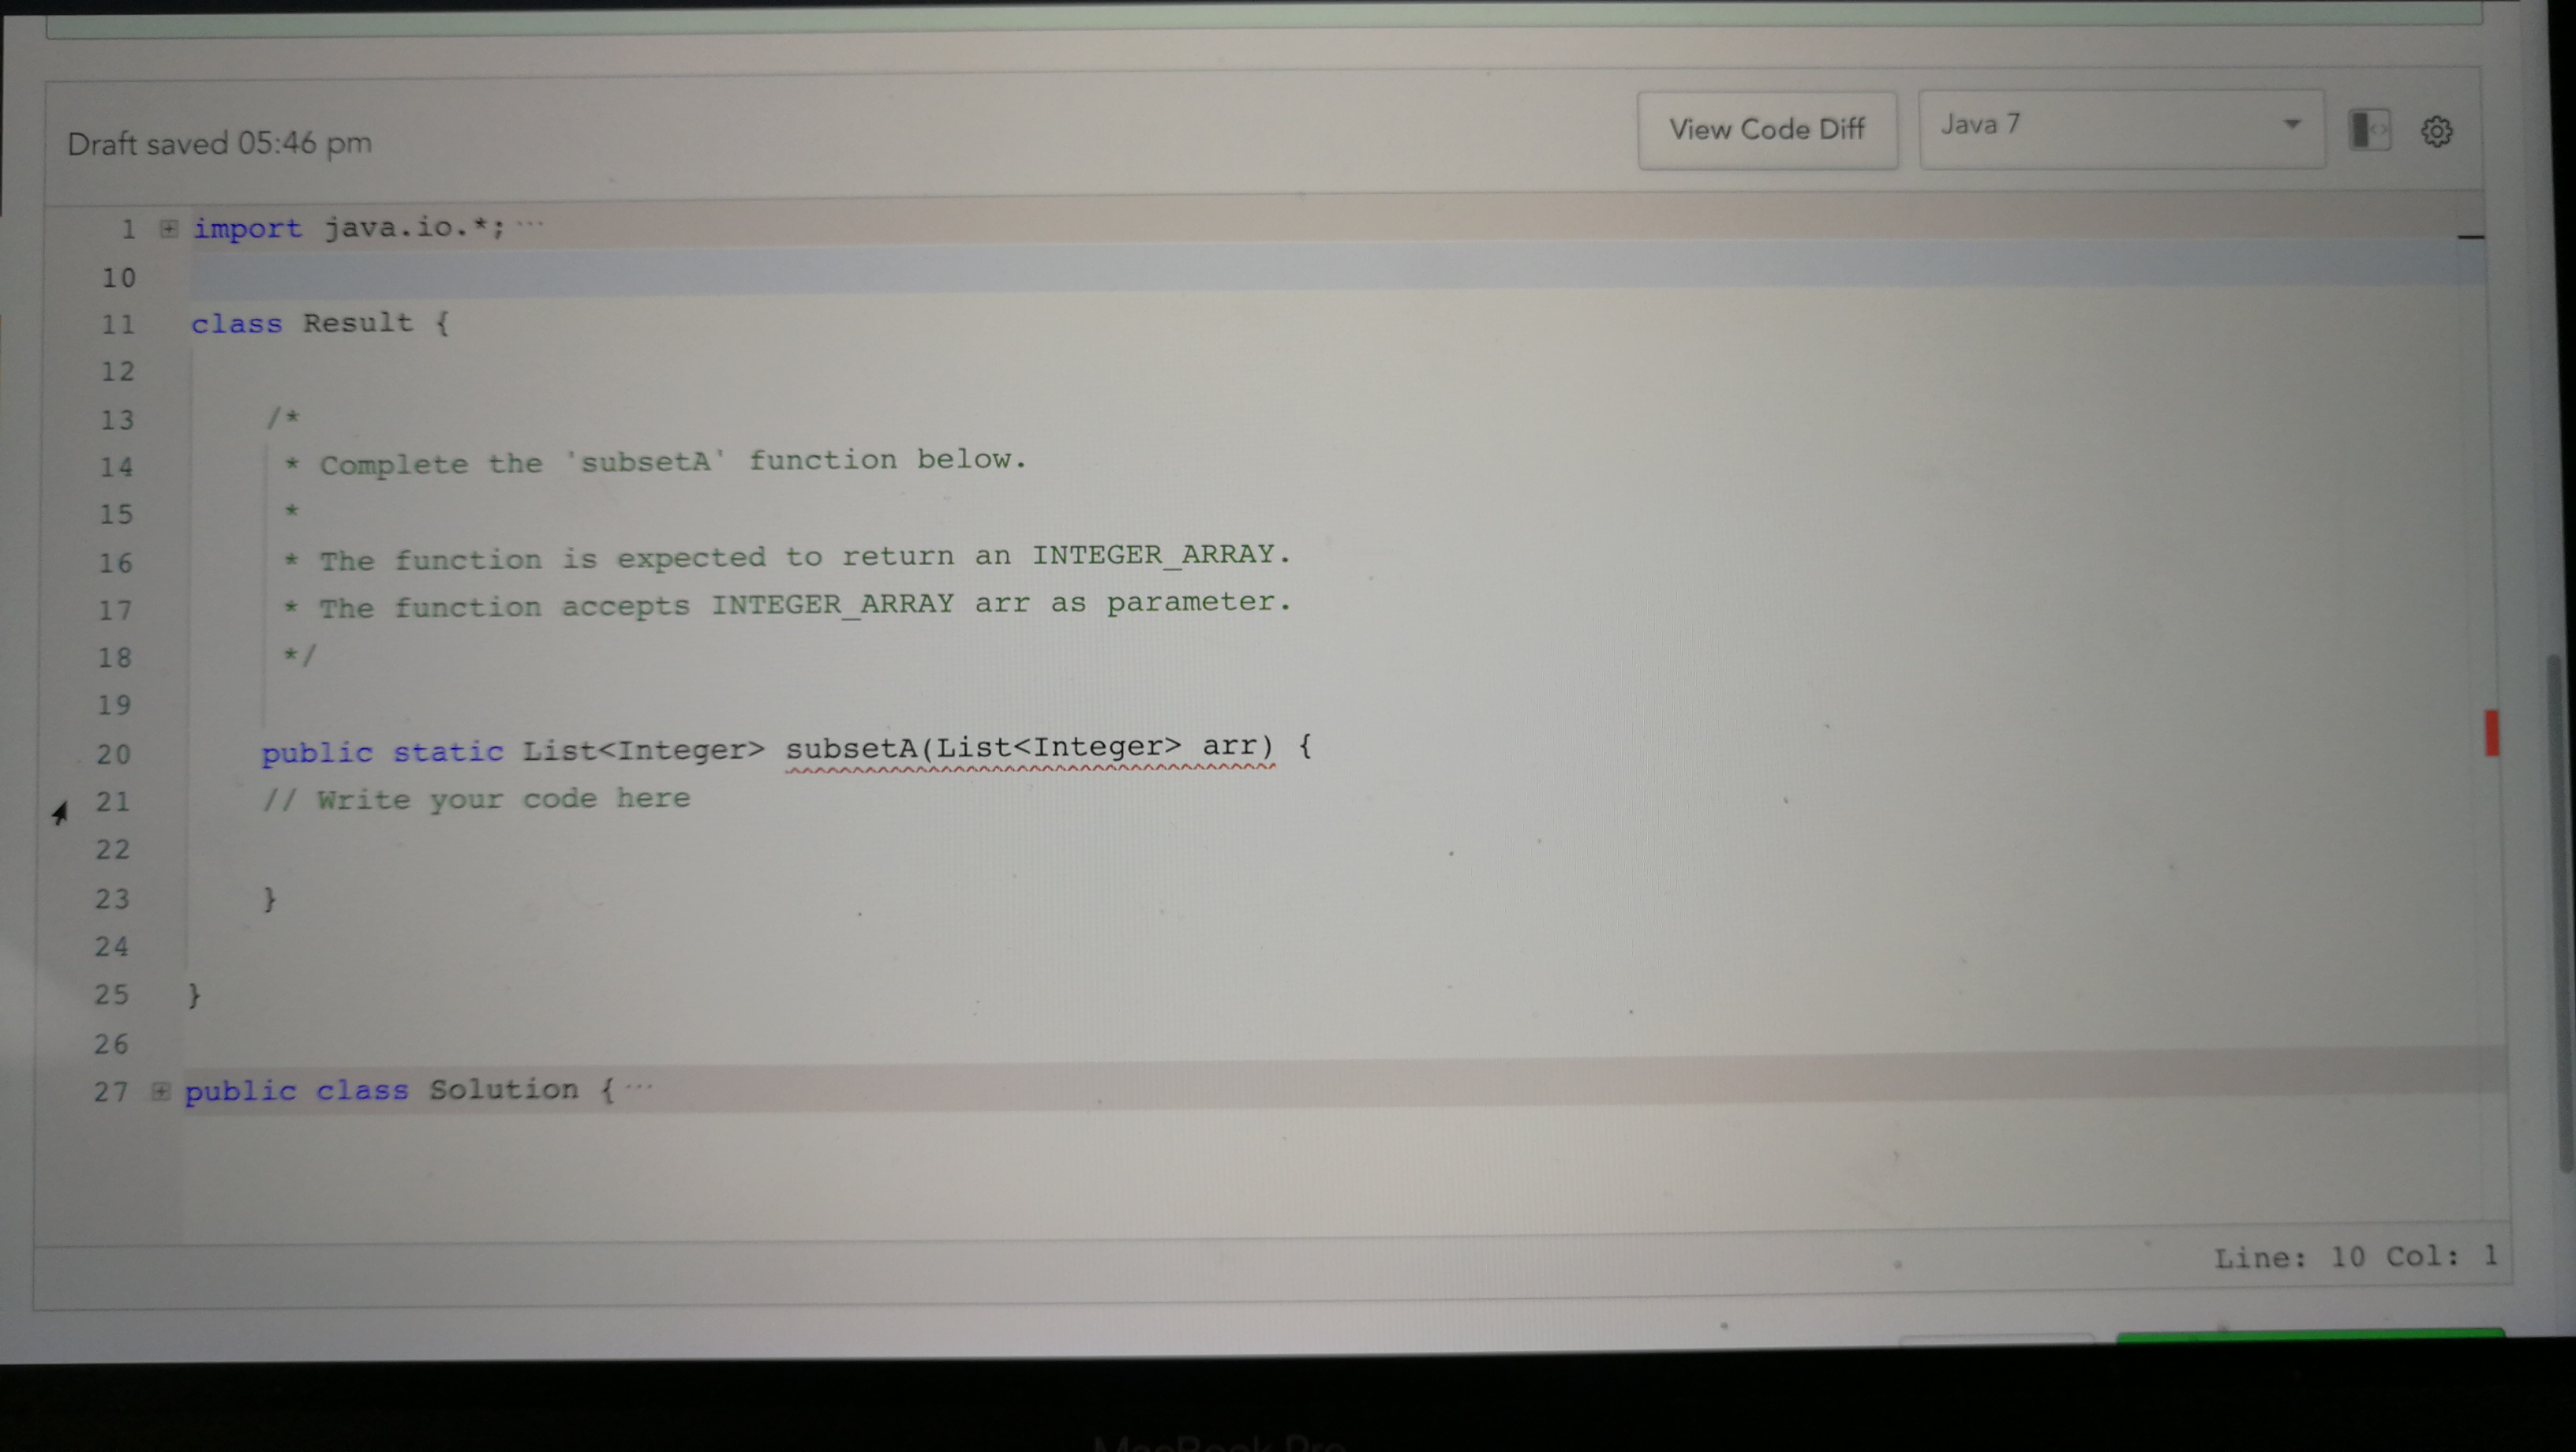 Draft saved 05:46 pm
View Code Diff
Java 7
1 import java.io.*; ...
10
11 class Result {
12
13 /*
14 * Complete the 'subsetA' function below.
15 *
16 * The function is expected to return an INTEGER_ARRAY.
17 * The function accepts INTEGER_ARRAY arr as parameter.
18 */
19
20 public static List<Integer> subsetA(List<Integer> arr) {
21 // Write your code here
22
23 }
24
25 }
26
27 public class Solution { ...
Line: 10 Col: 1
MacBook Pro